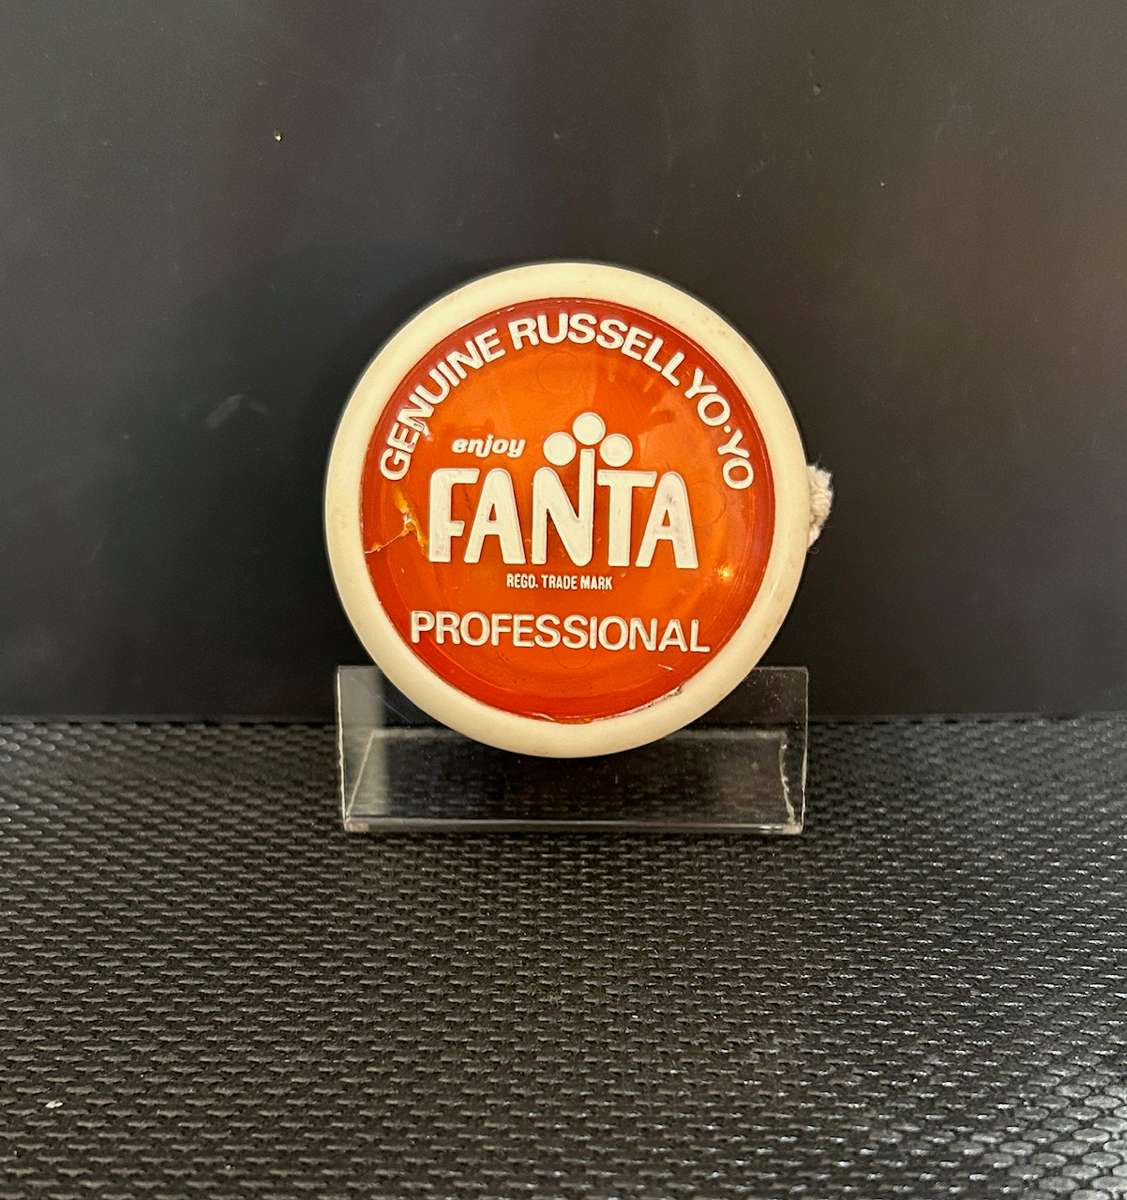 GENUINE RUSSELL YO·YO
enjoy
FANTA
REGD. TRADE MARK
PROFESSIONAL